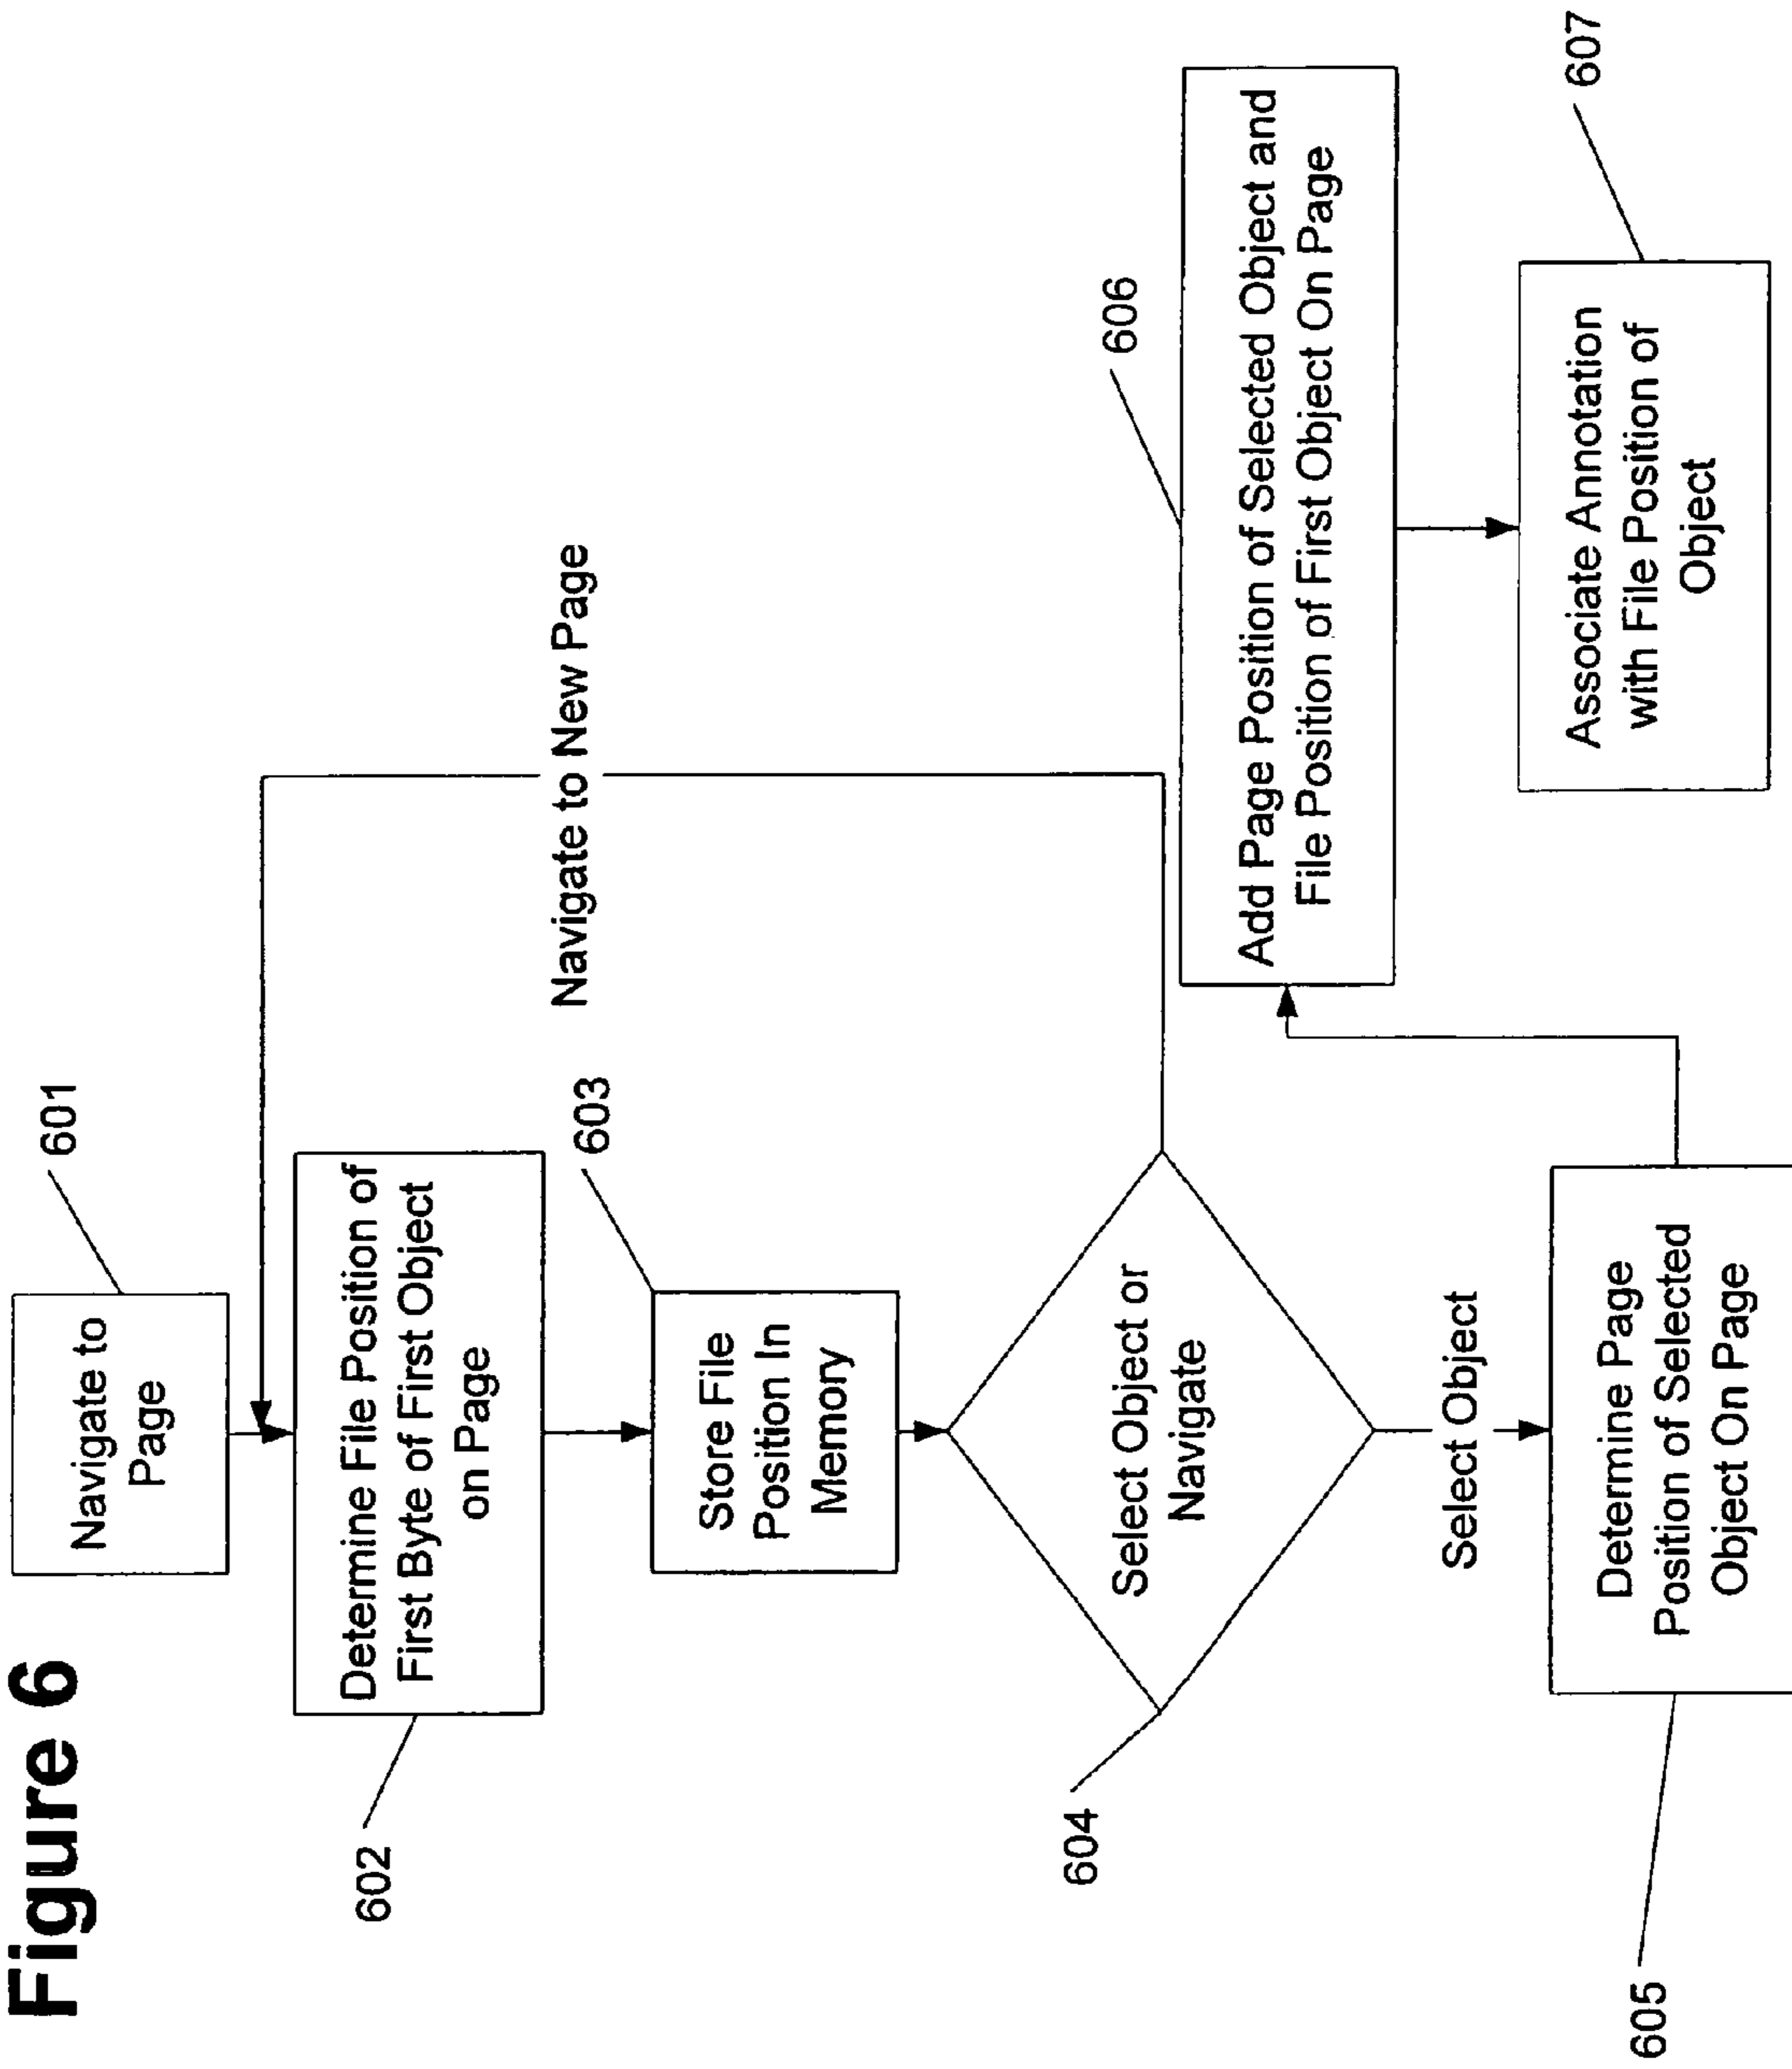 Figure 6
601
Navigate to
Page
602
Determine File Position of
First Byte of First Object
on Page
603
Store File
Position In
Memory
Navigate to New Page
604
Select Object or
Navigate
Select Object
605
Determine Page
Position of Selected
Object On Page
606
Add Page Position of Selected Object and
File Position of First Object On Page
607
Associate Annotation
with File Position of
Object